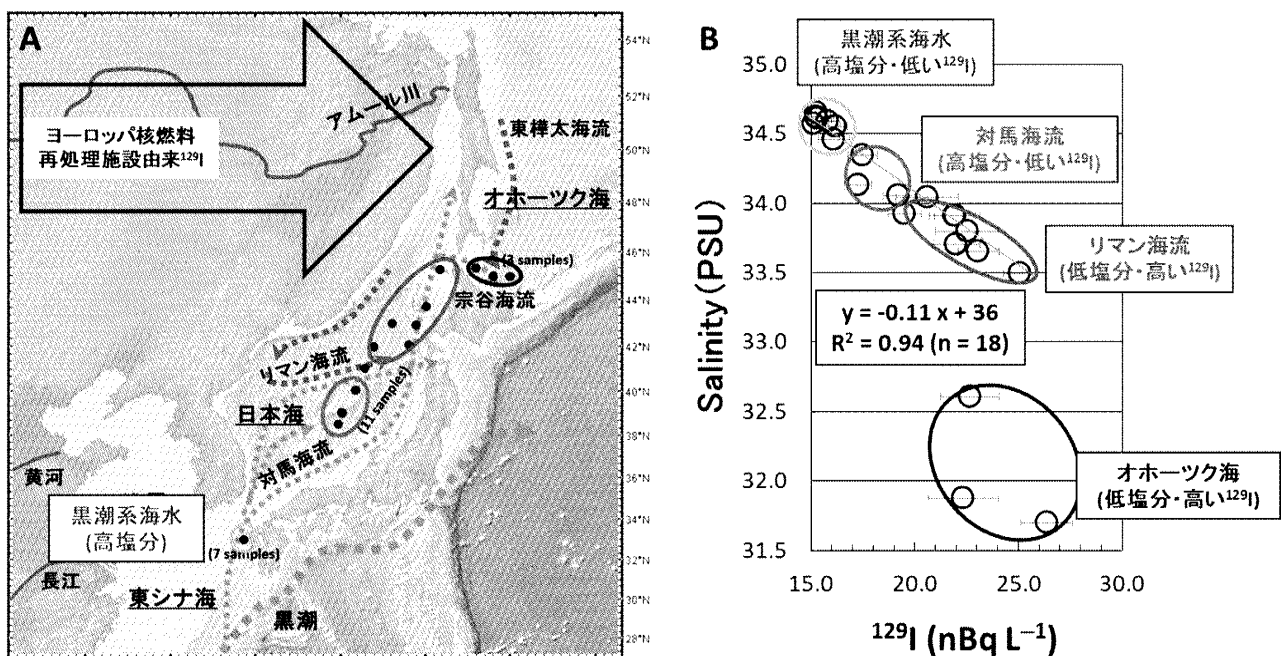 A
ヨーロッパ核燃料
再処理施設由来¹²⁹I
アムール川
東樺太海流
オホーツク海
(3 samples)
宗谷海流
リマン海流
日本海
(11 samples)
対馬海流
黄河
黒潮系海水
(高塩分)
(7 samples)
長江
東シナ海
黒潮
54°N
52°N
50°N
48°N
46°N
44°N
42°N
40°N
38°N
36°N
34°N
32°N
30°N
28°N
B
黒潮系海水
(高塩分・低い¹²⁹I)
対馬海流
(高塩分・低い¹²⁹I)
リマン海流
(低塩分・高い¹²⁹I)
y = -0.11 x + 36
R² = 0.94 (n = 18)
オホーツク海
(低塩分・高い¹²⁹I)
Salinity (PSU)
35.0
34.5
34.0
33.5
33.0
32.5
32.0
31.5
15.0 20.0 25.0 30.0
¹²⁹I (nBq L⁻¹)